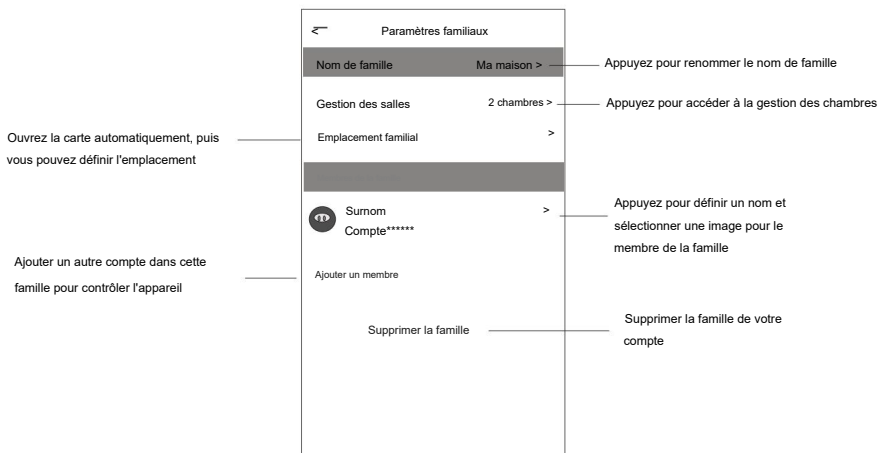 Paramètres familiaux
Nom de famille
Ma maison >
Appuyez pour renommer le nom de famille
Gestion des salles
2 chambres >
Appuyez pour accéder à la gestion des chambres
Ouvrez la carte automatiquement, puis
vous pouvez définir l'emplacement
Emplacement familial
>
Surnom
>
Compte******
Appuyez pour définir un nom et
sélectionner une image pour le
membre de la famille
Ajouter un autre compte dans cette
famille pour contrôler l'appareil
Ajouter un membre
Supprimer la famille
Supprimer la famille de votre
compte